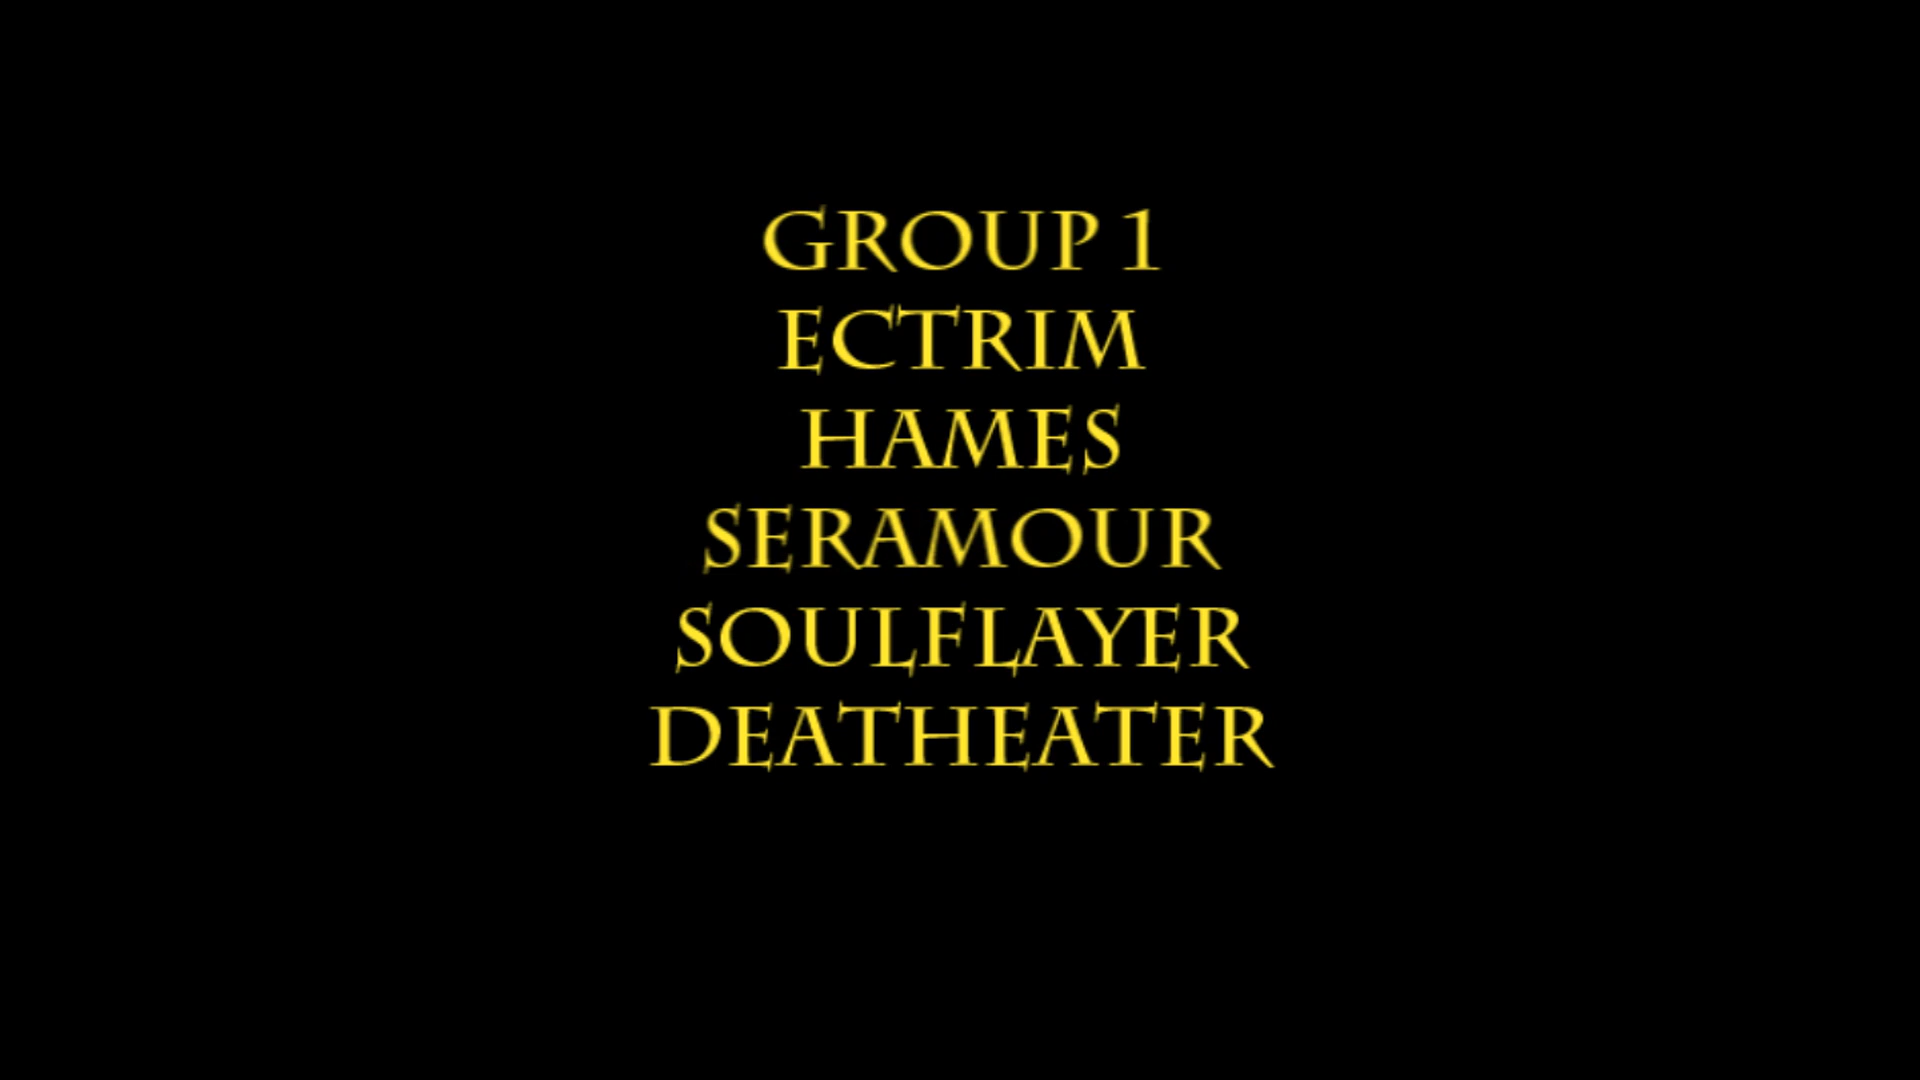 GROUP 1
ECTRIM
HAMES
SERAMOUR
SOULFLAYER
DEATHEATER